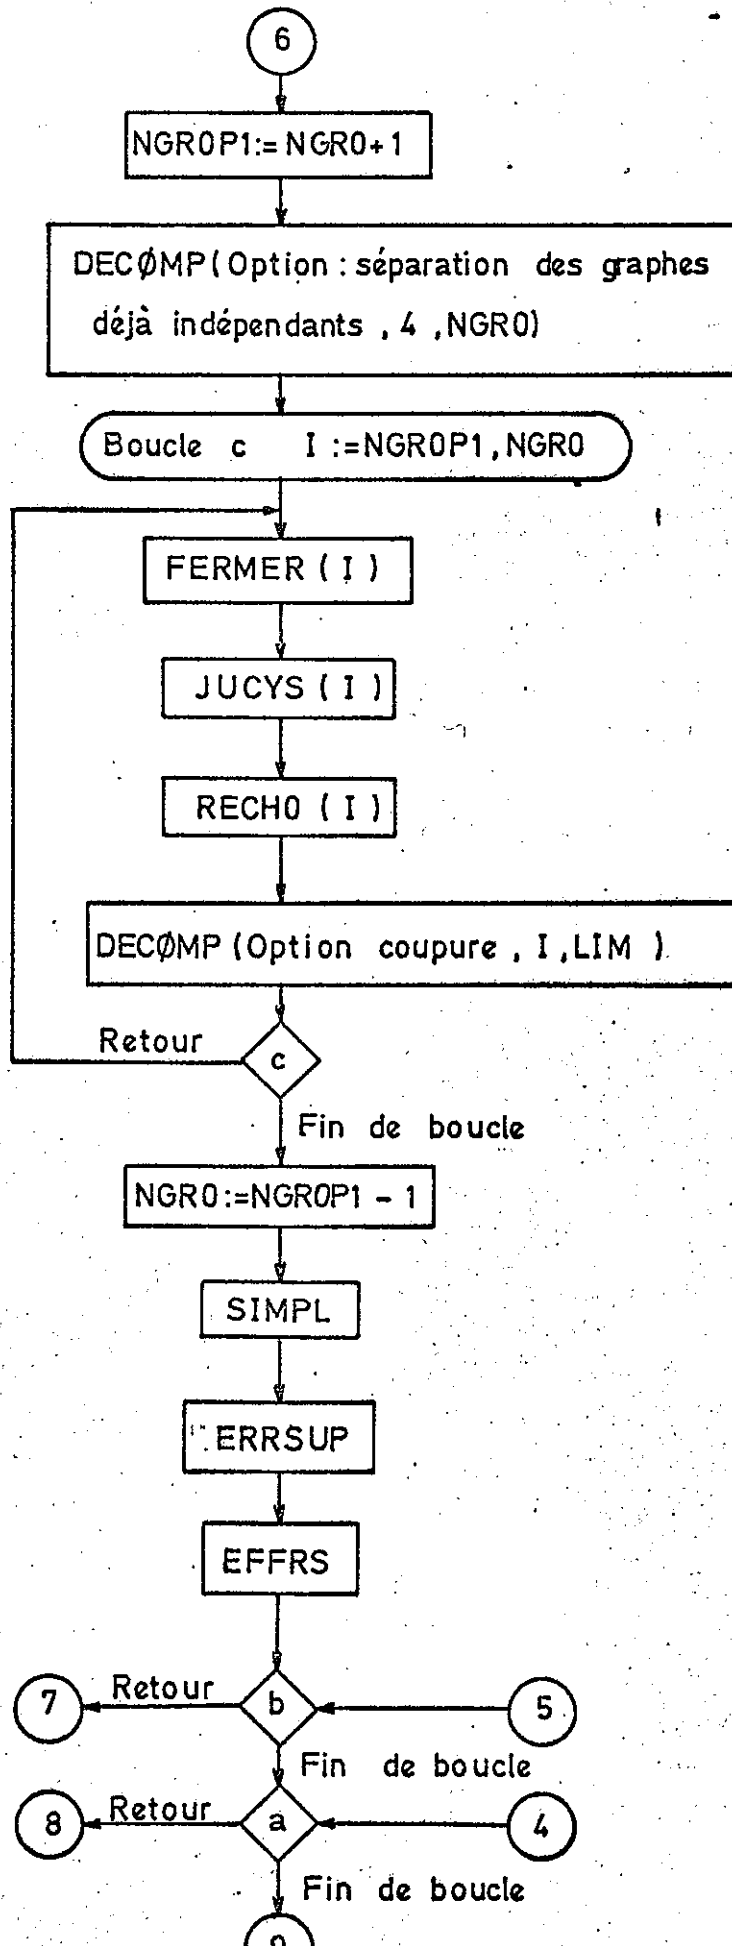 6
NGROP1:= NGRO+1
DECØMP(Option : séparation des graphes
déjà indépendants , 4 , NGRO)
Boucle c I :=NGROP1,NGRO
FERMER ( I )
JUCYS ( I )
RECHO ( I )
DECØMP (Option coupure , I,LIM )
Retour
c
Fin de boucle
NGRO:=NGROP1 - 1
SIMPL
ERRSUP
EFFRS
7 Retour b 5
Fin de boucle
8 Retour a 4
Fin de boucle